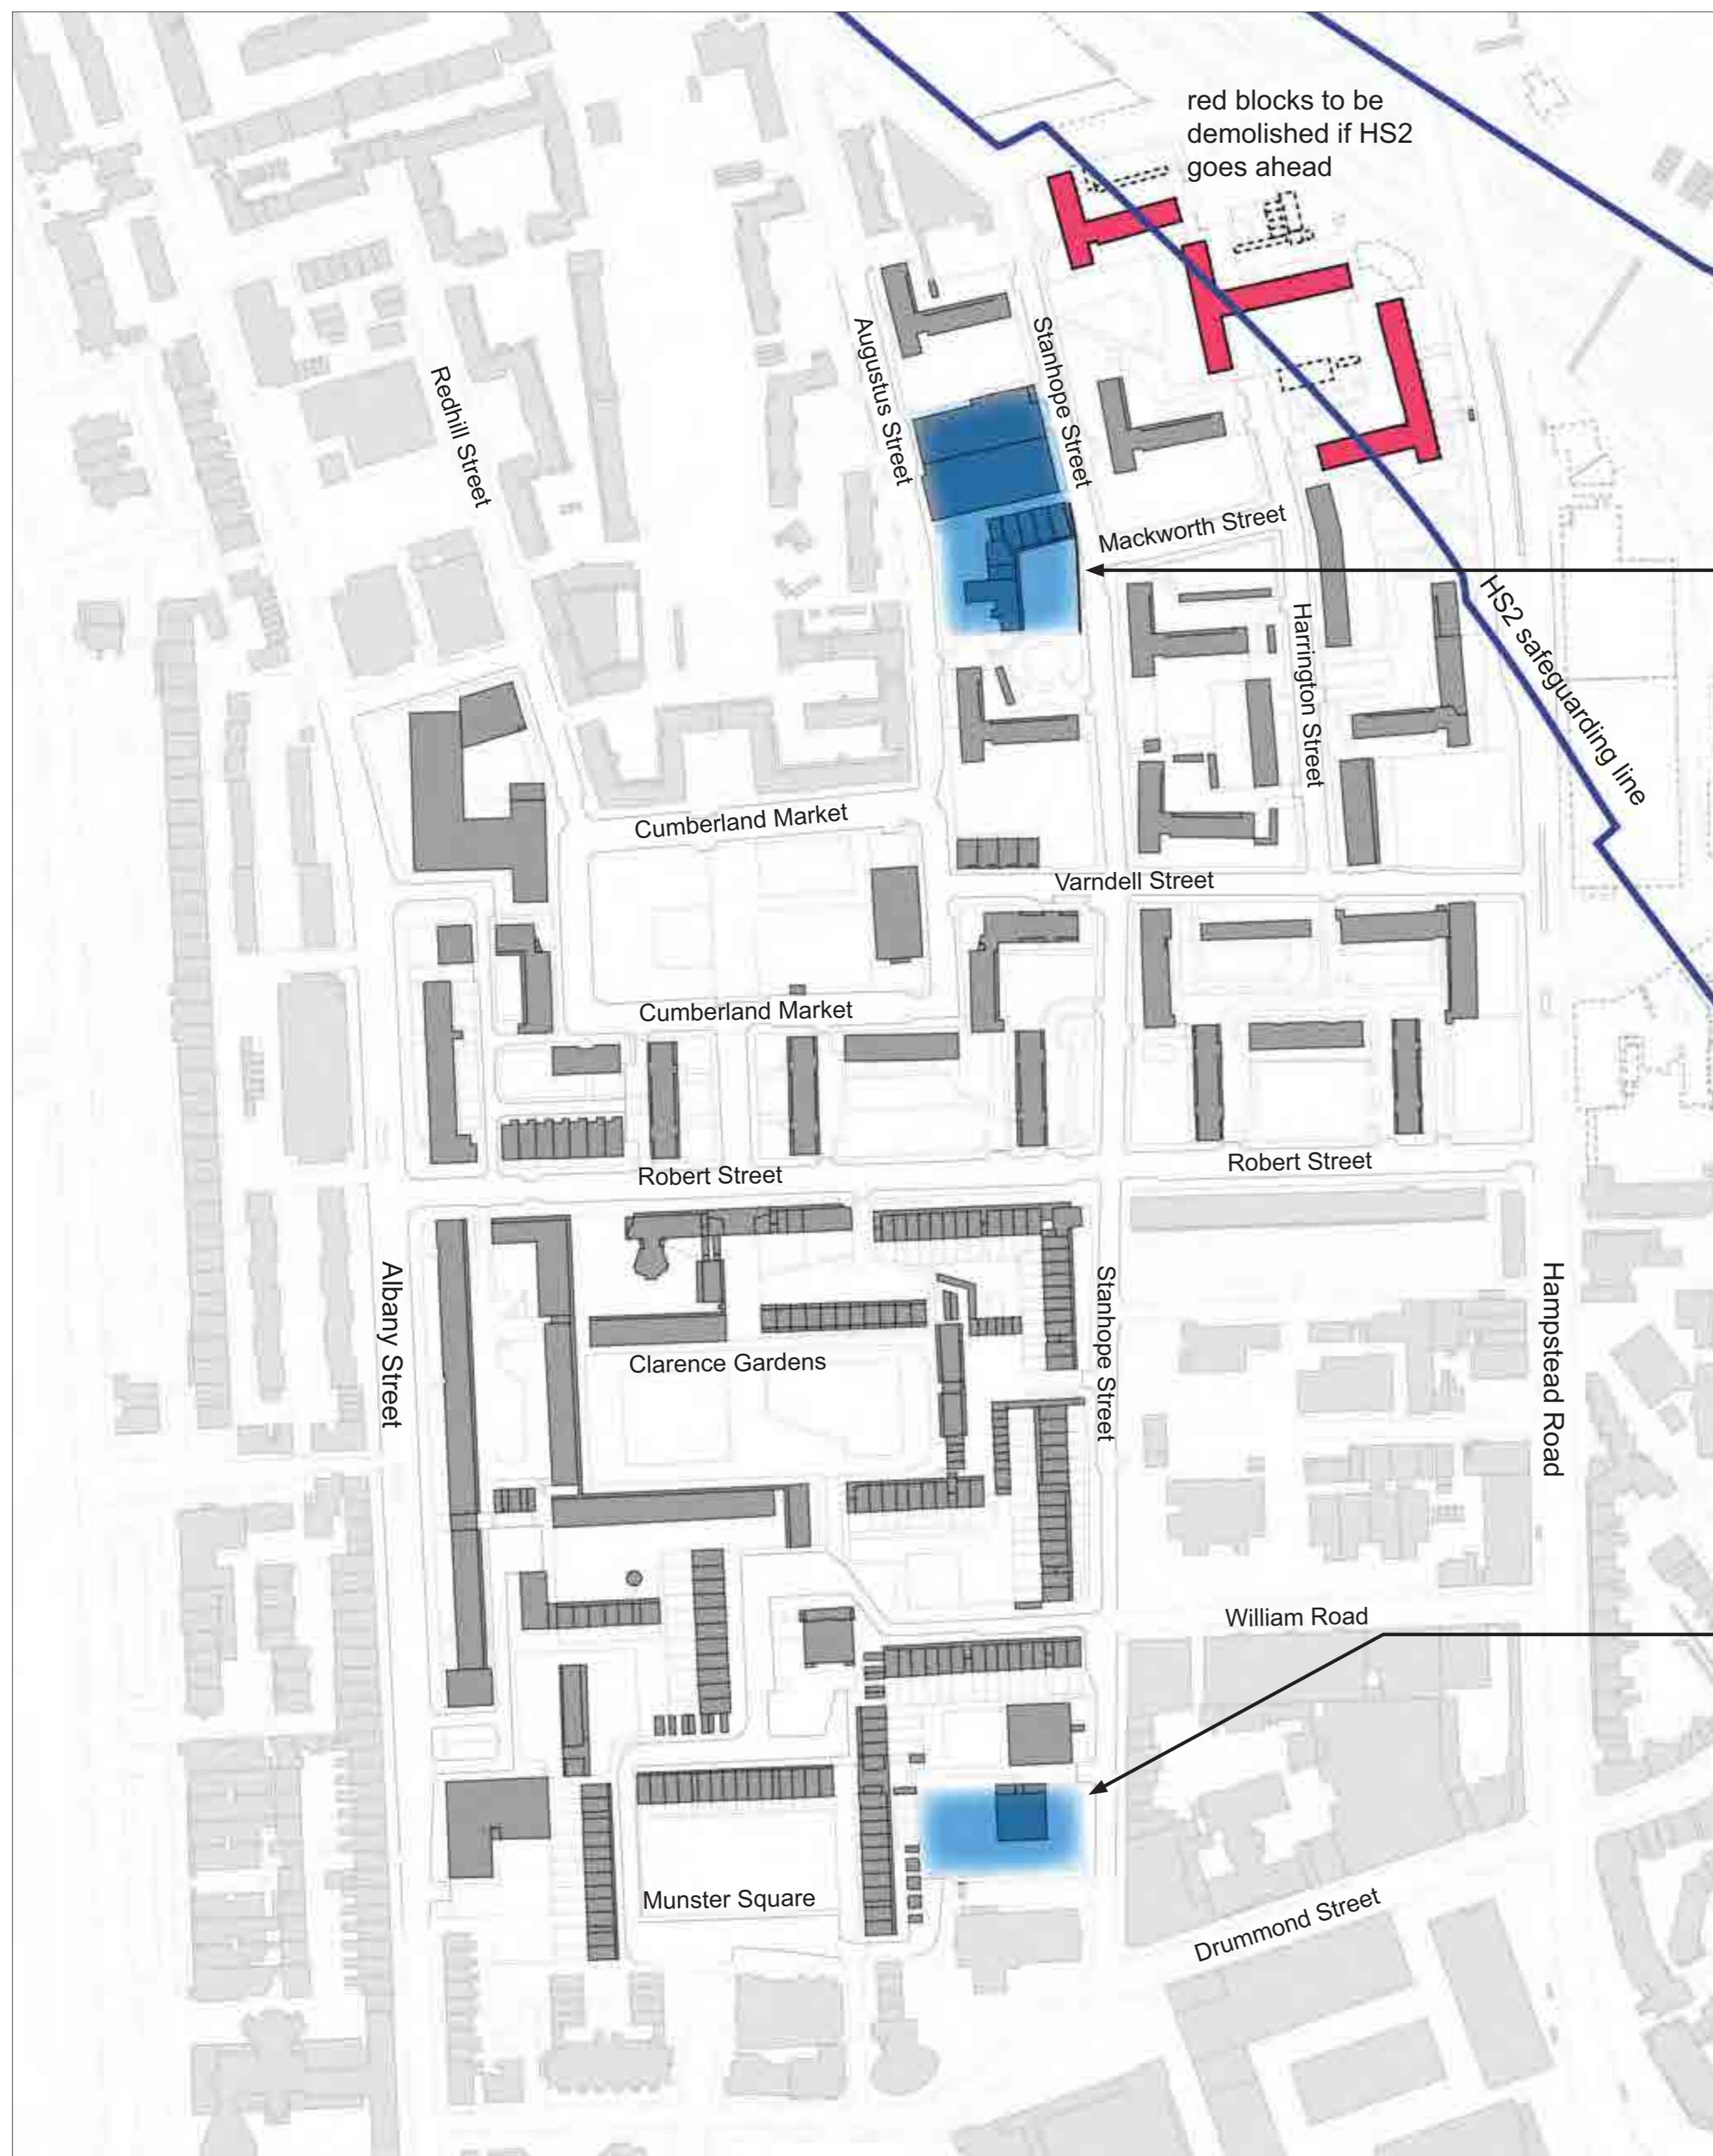 red blocks to be
demolished if HS2
goes ahead
Augustus Street
Stanhope Street
Redhill Street
Mackworth Street
HS2 safeguarding line
Harrington Street
Cumberland Market
Varndell Street
Cumberland Market
Robert Street
Robert Street
Albany Street
Stanhope Street
Hampstead Road
Clarence Gardens
William Road
Munster Square
Drummond Street